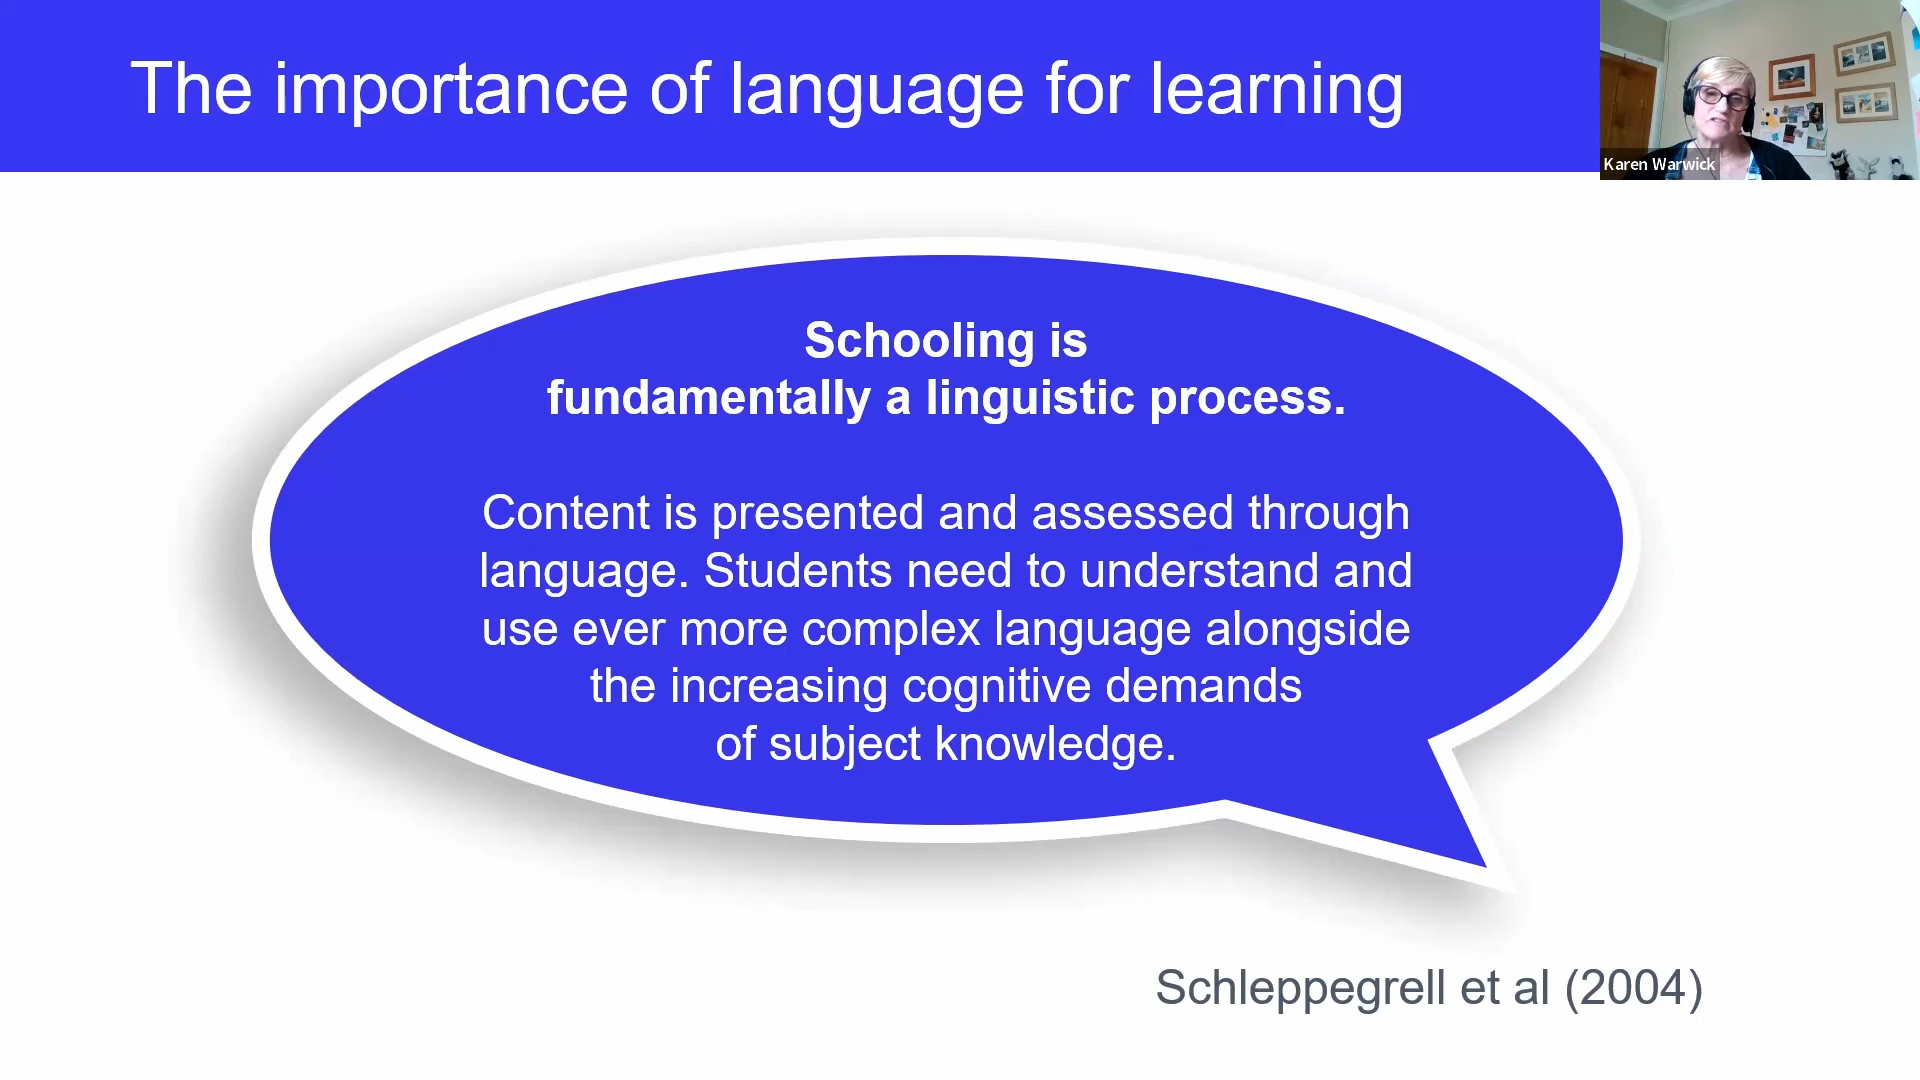 The importance of language for learning
Karen Warwick
Schooling is
fundamentally a linguistic process.
Content is presented and assessed through
language. Students need to understand and
use ever more complex language alongside
the increasing cognitive demands
of subject knowledge.
Schleppegrell et al (2004)